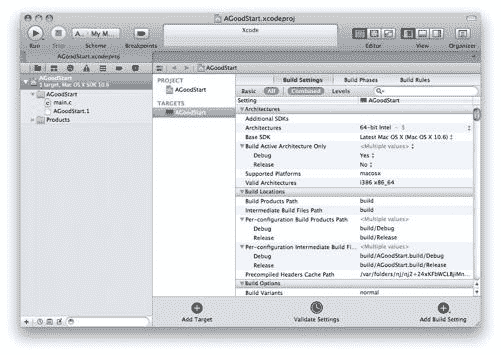 AGoodStart.xcodeproj
Run Stop A... My M... Scheme Breakpoints
Xcode
Editor View Organizer
AGoodStart.xcodeproj
AGoodStart
1 target, Mac OS X SDK 10.6
AGoodStart
main.c
AGoodStart.1
Products
AGoodStart
PROJECT
AGoodStart
TARGETS
AGoodStart
Build Settings Build Phases Build Rules
Basic All Combined Levels
Setting AGoodStart
Architectures
Additional SDKs
Architectures 64-bit Intel
Base SDK Latest Mac OS X (Mac OS X 10.6)
Build Active Architecture Only <Multiple values>
Debug Yes
Release No
Supported Platforms macosx
Valid Architectures i386 x86_64
Build Locations
Build Products Path build
Intermediate Build Files Path build
Per-configuration Build Products Path <Multiple values>
Debug build/Debug
Release build/Release
Per-configuration Intermediate Build Fi... <Multiple values>
Debug build/AGoodStart.build/Debug
Release build/AGoodStart.build/Release
Precompiled Headers Cache Path
Build Options
Build Variants normal
Add Target Validate Settings Add Build Setting